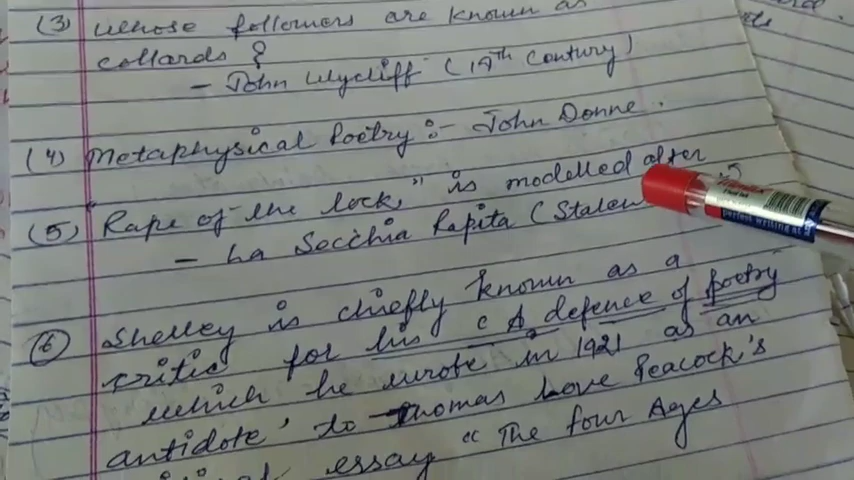 (3) whose followers are known as
collards ?
- John Wycliff (14th Century)
(4) Metaphysical Poetry :- John Donne .
(5) "Rape of the lock" is modelled after
- La Secchia Rapita (
(6) Shelley is chiefly known as a
critic for his " A defence of poetry
which he wrote in 1921 as an
antidote' to Thomas Love Peacock's
essay " The four Ages
perfect writing